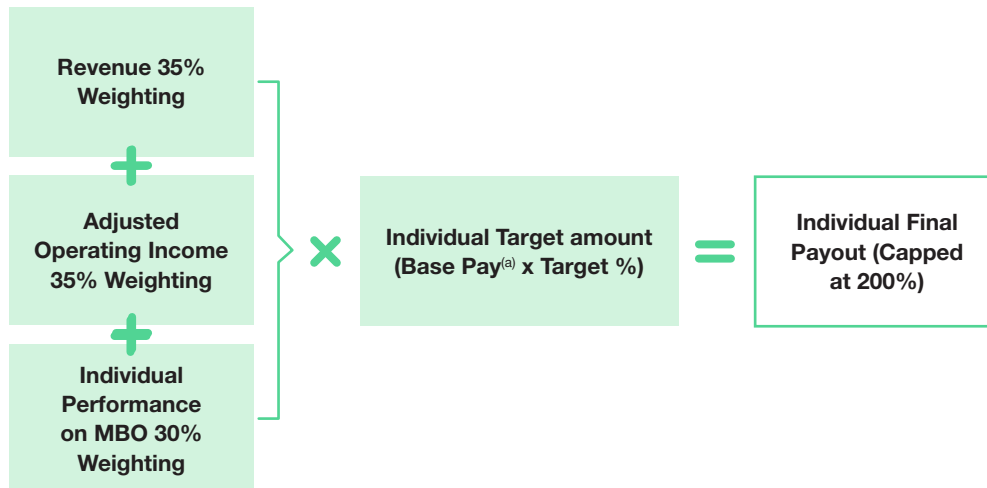 Revenue 35%
Weighting
+
Adjusted
Operating Income
35% Weighting
+
Individual
Performance
on MBO 30%
Weighting
×
Individual Target amount
(Base Pay(a) x Target %)
=
Individual Final
Payout (Capped
at 200%)